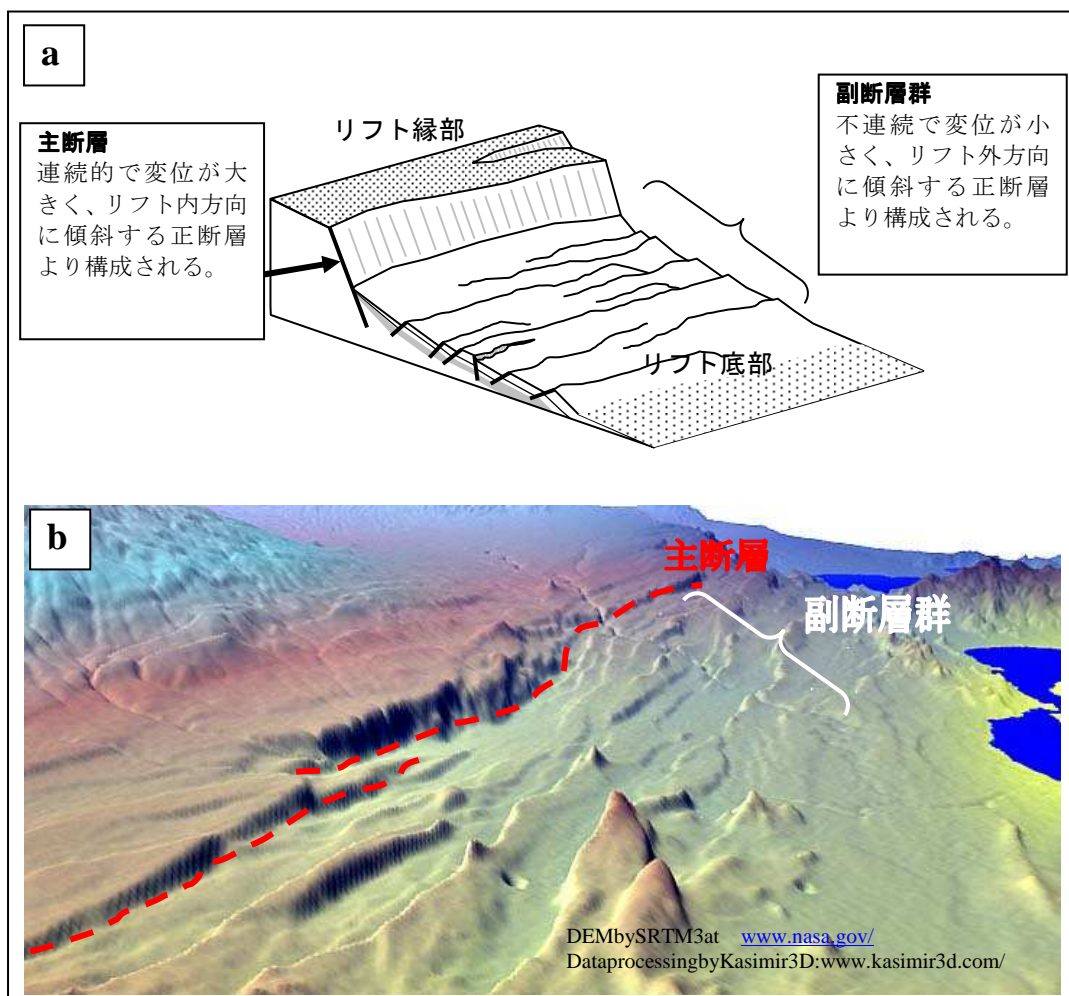 a
主断層
連続的で変位が大
きく、リフト内方向
に傾斜する正断層
より構成される。
リフト縁部
副断層群
不連続で変位が小
さく、リフト外方向
に傾斜する正断層
より構成される。
リフト底部
b
主断層
副断層群
DEMbySRTM3at www.nasa.gov/
DataprocessingbyKasimir3D:www.kasimir3d.com/